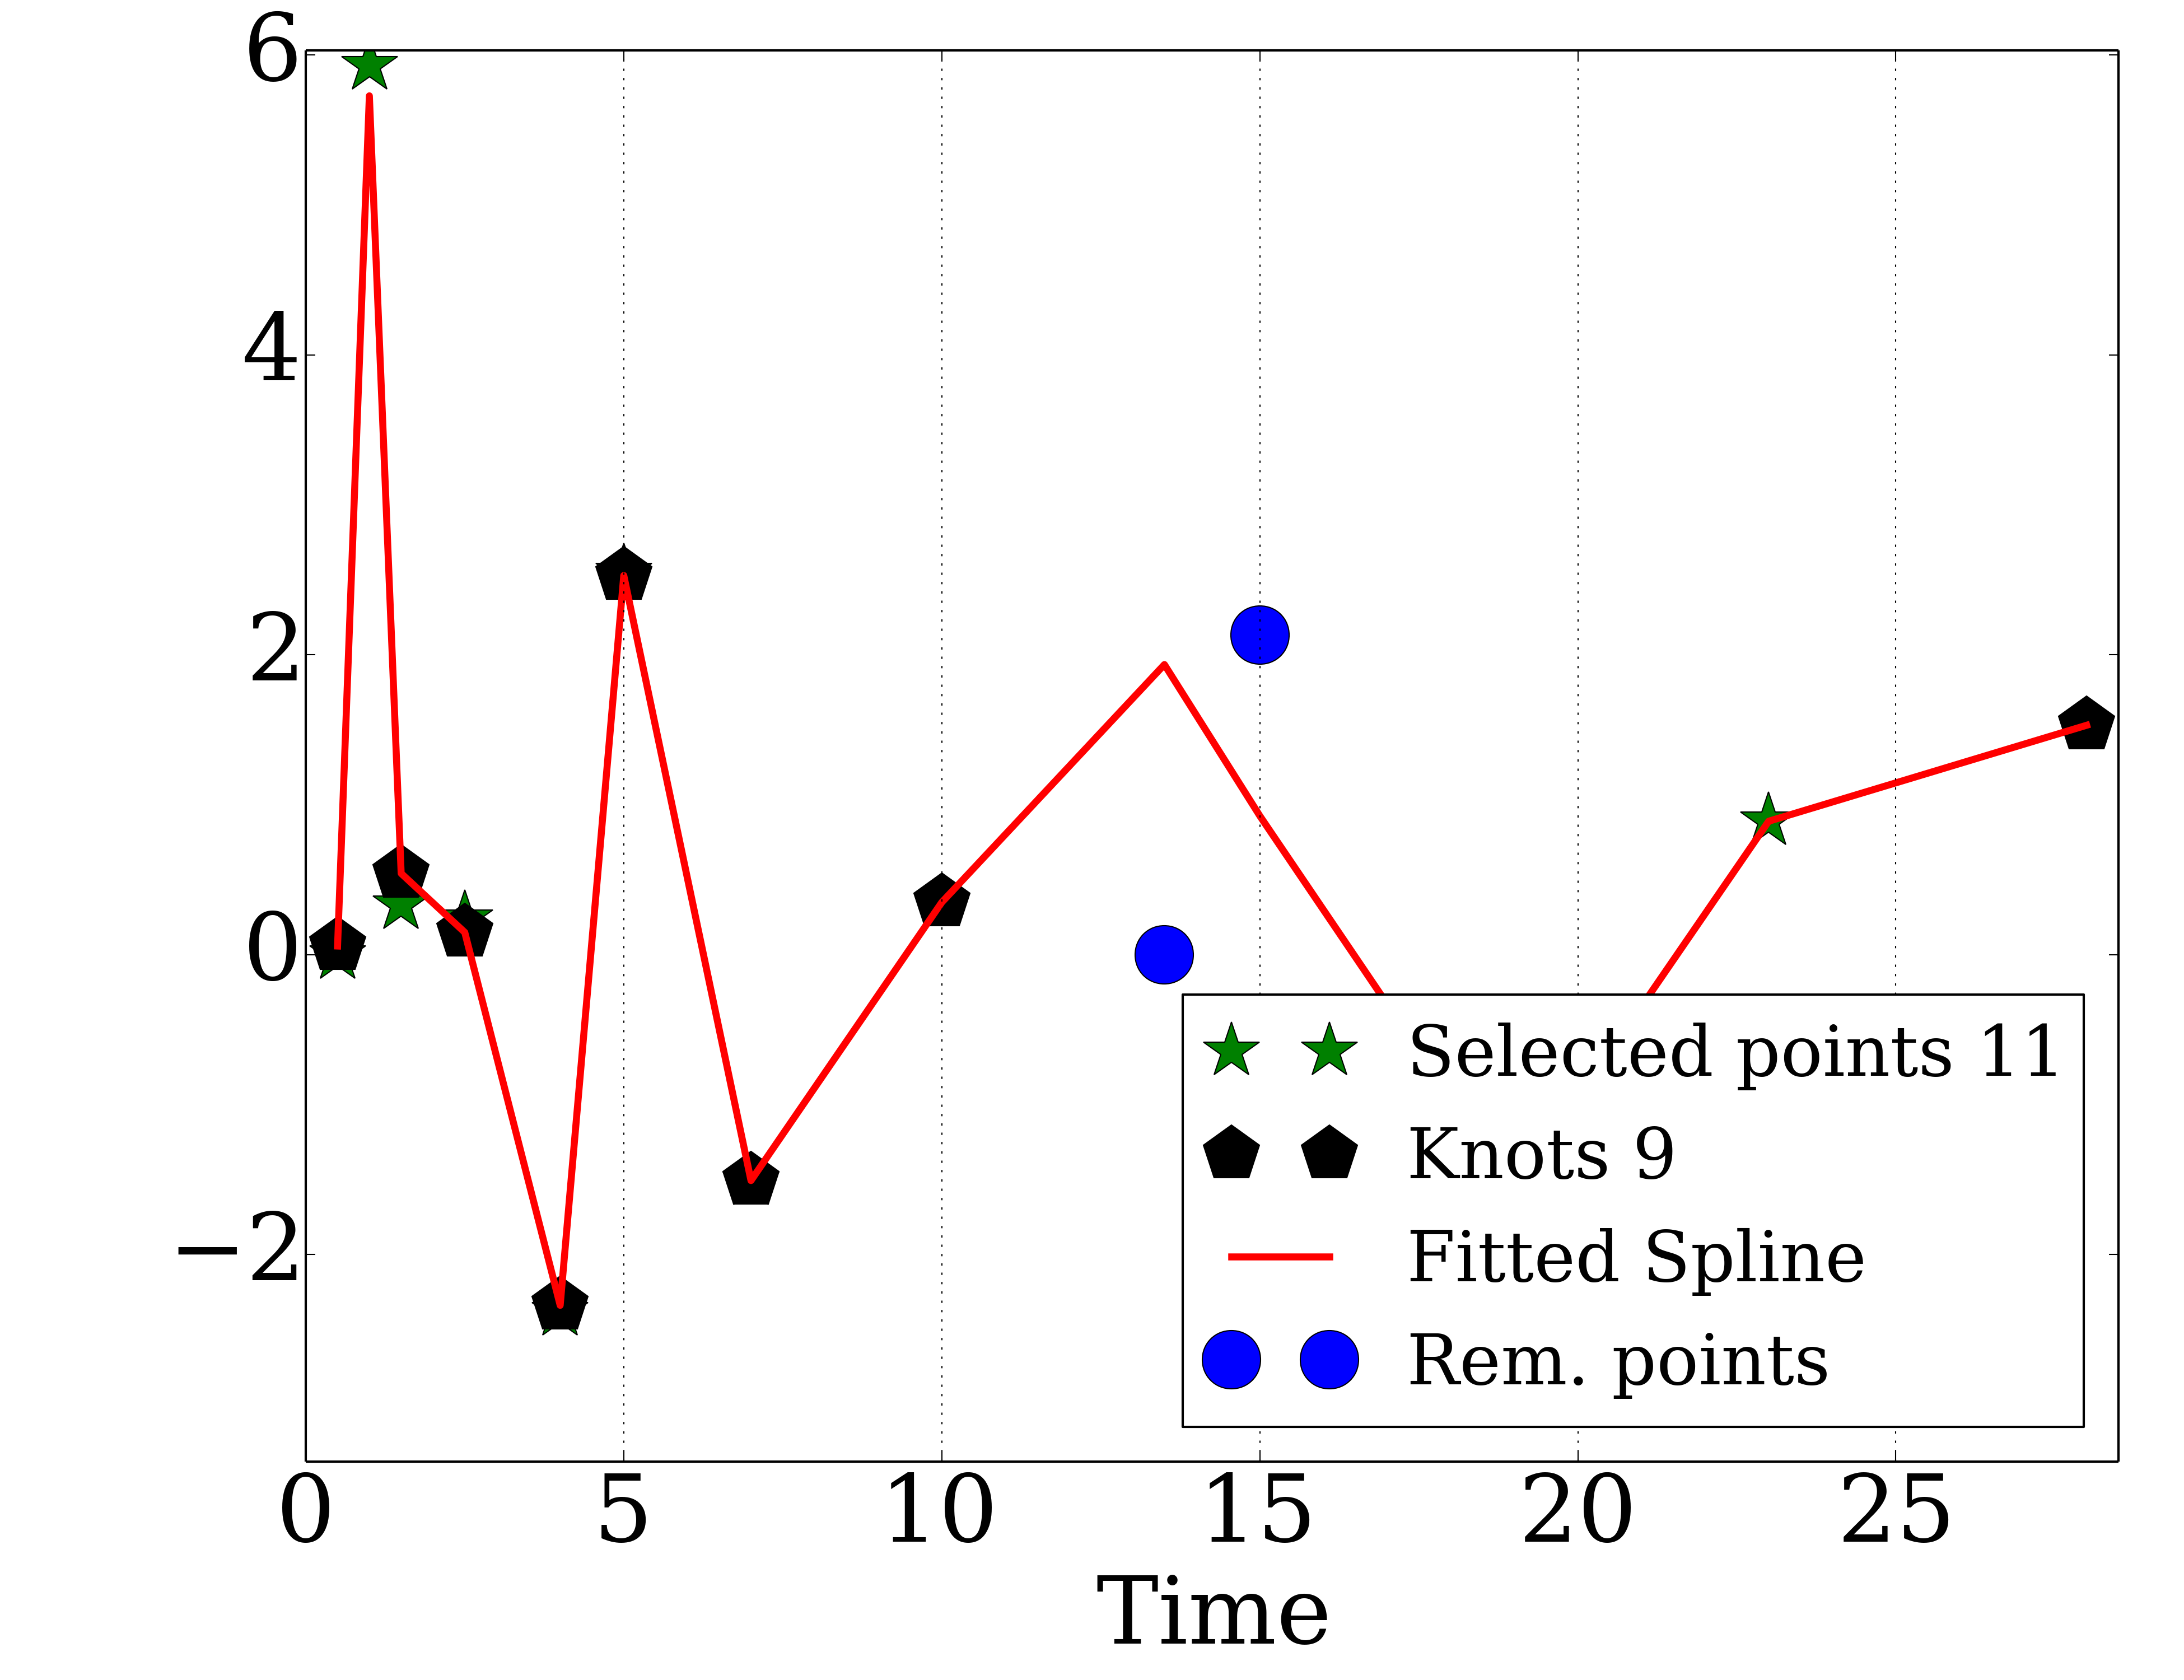 6
4
2
0
−2
Selected points 11
Knots 9
Fitted Spline
Rem. points
0 5 10 15 20 25
Time